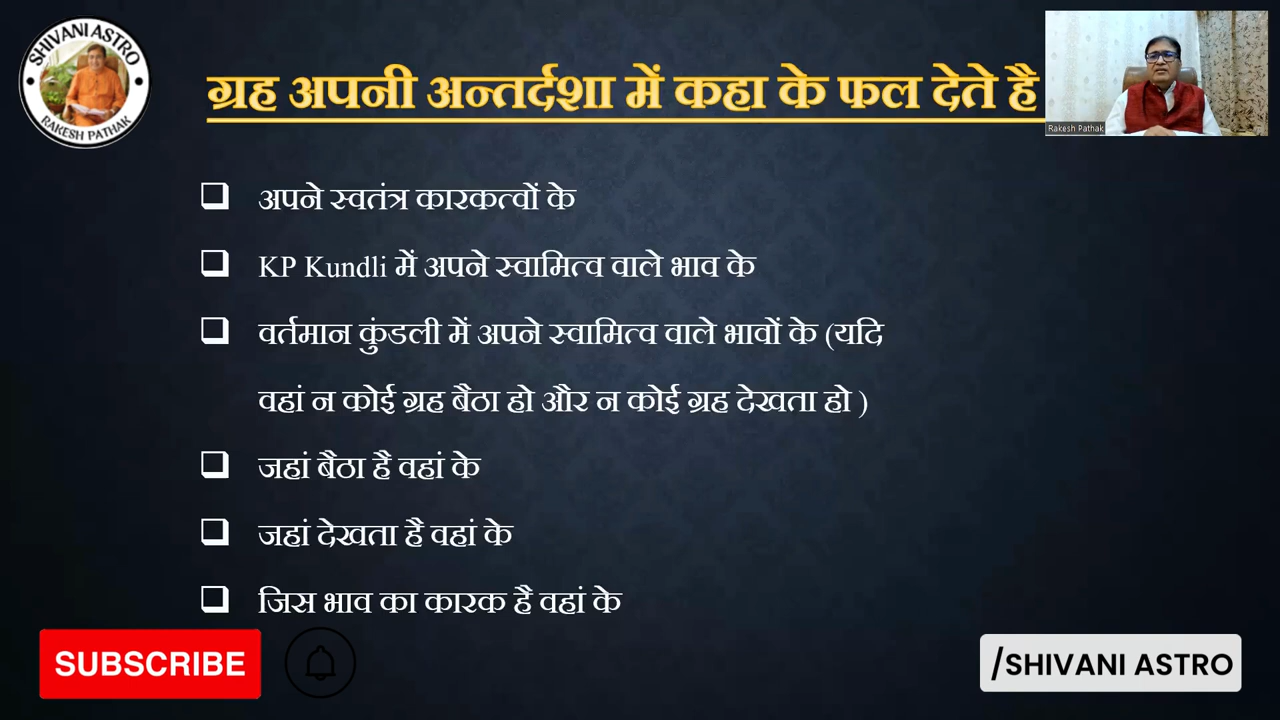 SHIVANI ASTRO
RAKESH PATHAK
ग्रह अपनी अन्तर्दशा में कहा के फल देते है
Rakesh Pathak
❑ अपने स्वतंत्र कारकत्वों के
❑ KP Kundli में अपने स्वामित्व वाले भाव के
❑ वर्तमान कुंडली में अपने स्वामित्व वाले भावों के (यदि
वहां न कोई ग्रह बैठा हो और न कोई ग्रह देखता हो )
❑ जहां बैठा है वहां के
❑ जहां देखता है वहां के
❑ जिस भाव का कारक है वहां के
SUBSCRIBE
/SHIVANI ASTRO